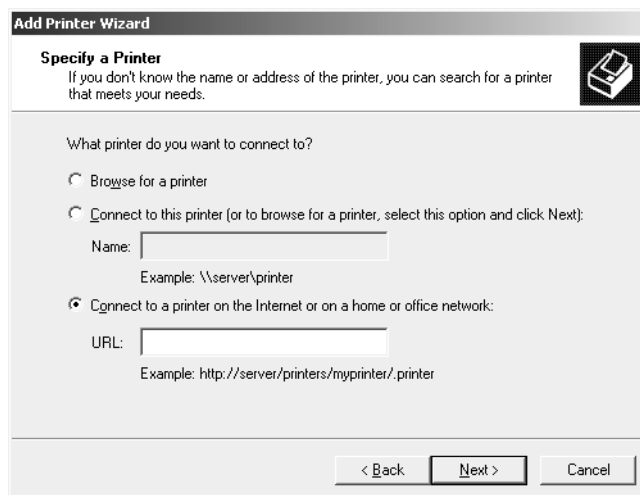 Add Printer Wizard
Specify a Printer
If you don't know the name or address of the printer, you can search for a printer
that meets your needs.
What printer do you want to connect to?
Browse for a printer
Connect to this printer (or to browse for a printer, select this option and click Next):
Name:
Example: \\server\printer
Connect to a printer on the Internet or on a home or office network:
URL:
Example: http://server/printers/myprinter/.printer
< Back Next > Cancel